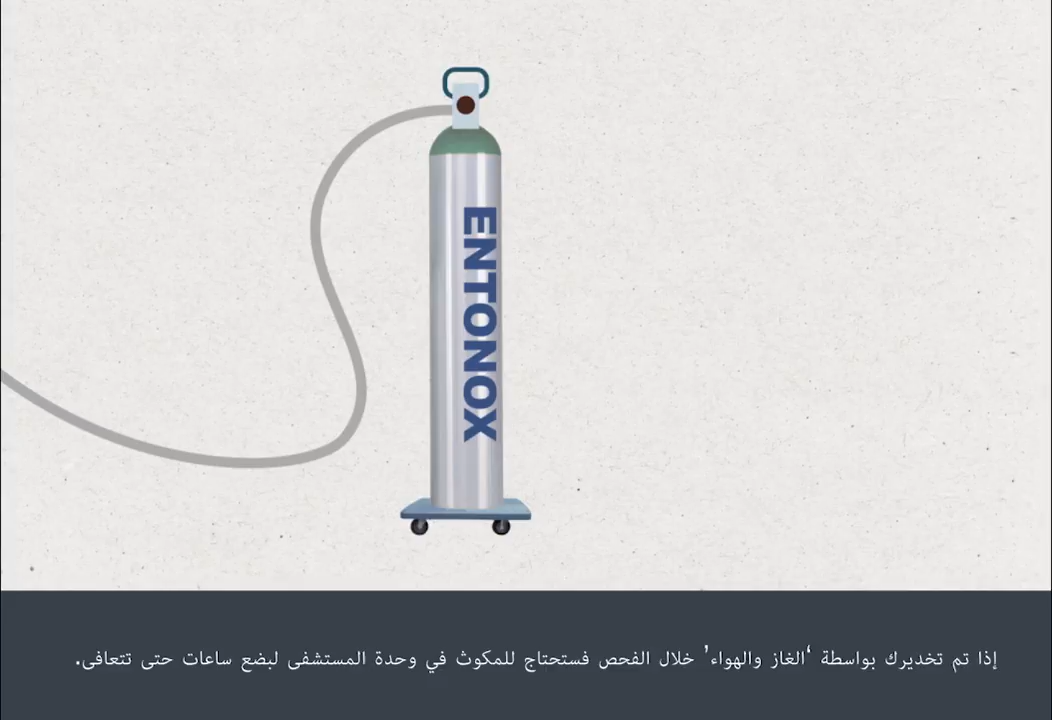 ENTONOX
إذا تم تخديرك بواسطة ‘الغاز والهواء’ خلال الفحص فستحتاج للمكوث في وحدة المستشفى لبضع ساعات حتى تتعافى.